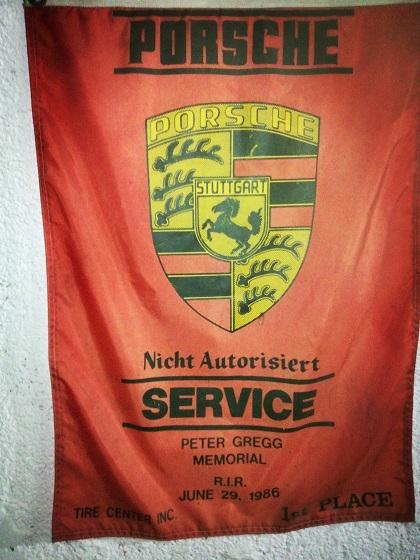 PORSCHE
PORSCHE
STUTTGART
Nicht Autorisiert
SERVICE
PETER GREGG
MEMORIAL
R.I.R.
JUNE 29, 1986
TIRE CENTER INC.
1st PLACE